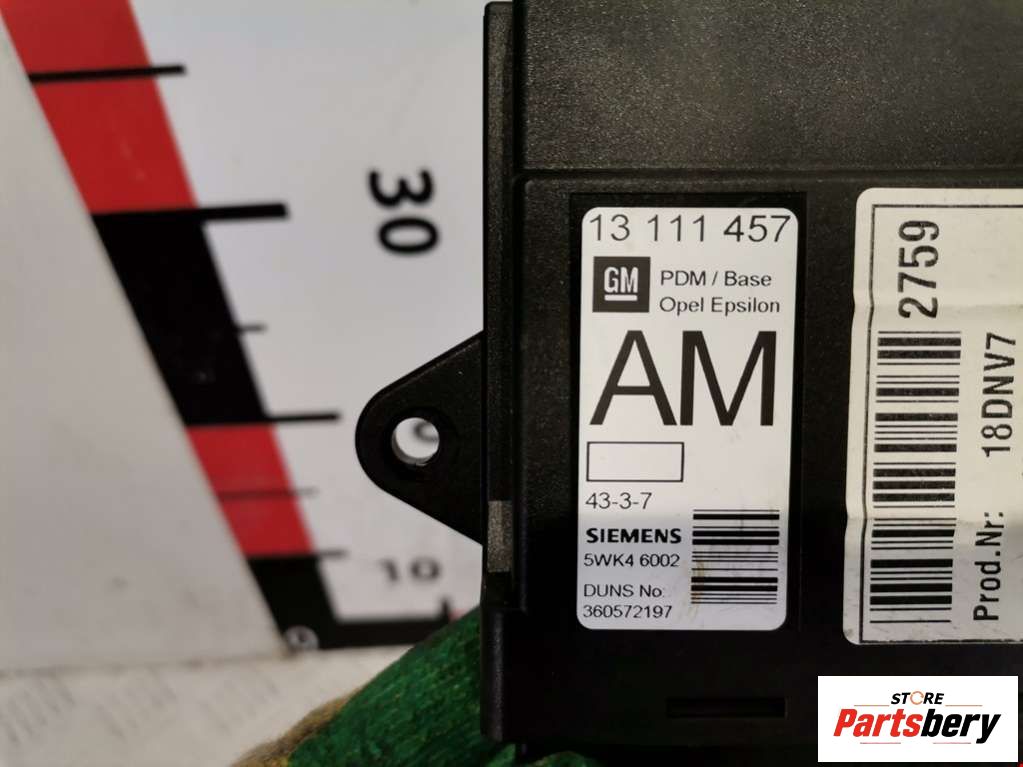 30
10
0
13 111 457
GM
PDM / Base
Opel Epsilon
AM
43-3-7
SIEMENS
5WK4 6002
DUNS No:
360572197
2759
Prod.Nr: 18DNV7
STORE
Partsbery